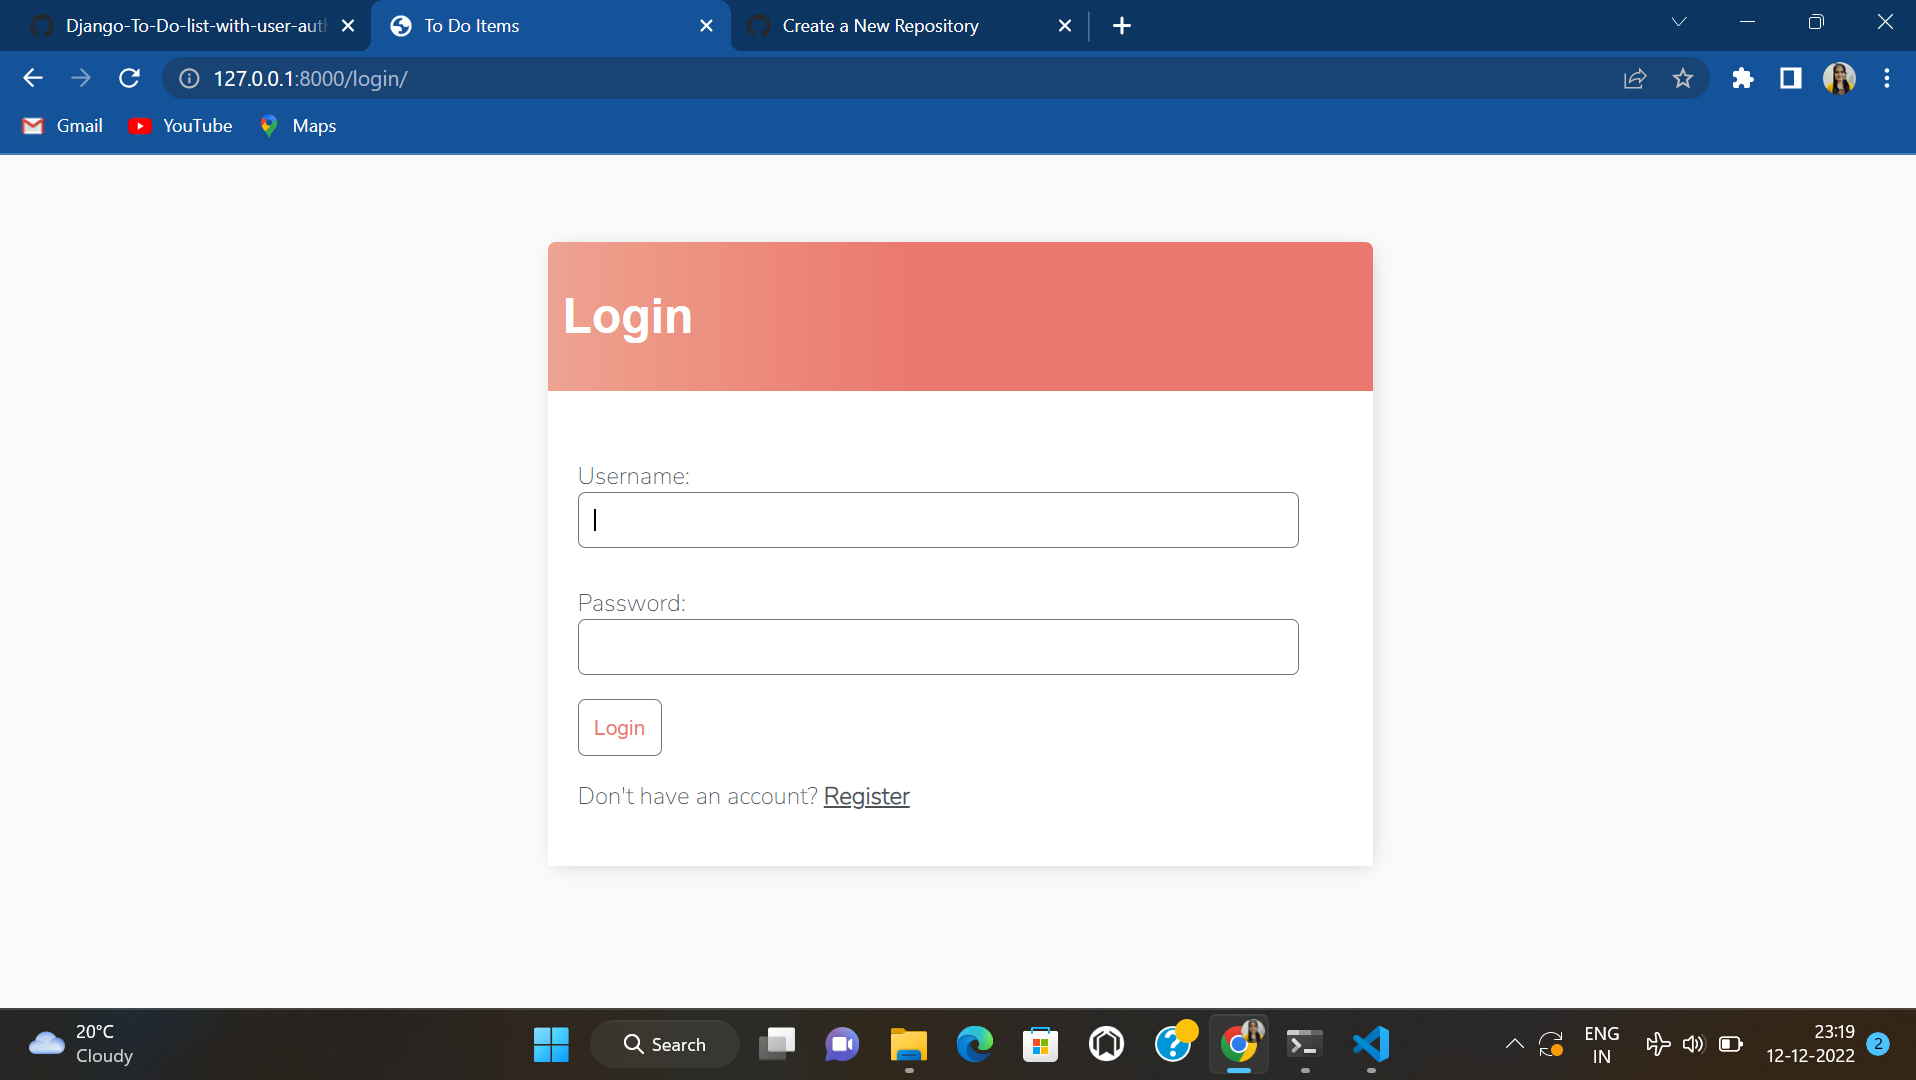 Django-To-Do-list-with-user-aut
To Do Items
Create a New Repository
127.0.0.1:8000/login/
Gmail
YouTube
Maps
Login
Username:
Password:
Login
Don't have an account? Register
20°C
Cloudy
Search
ENG
IN
23:19
12-12-2022
2